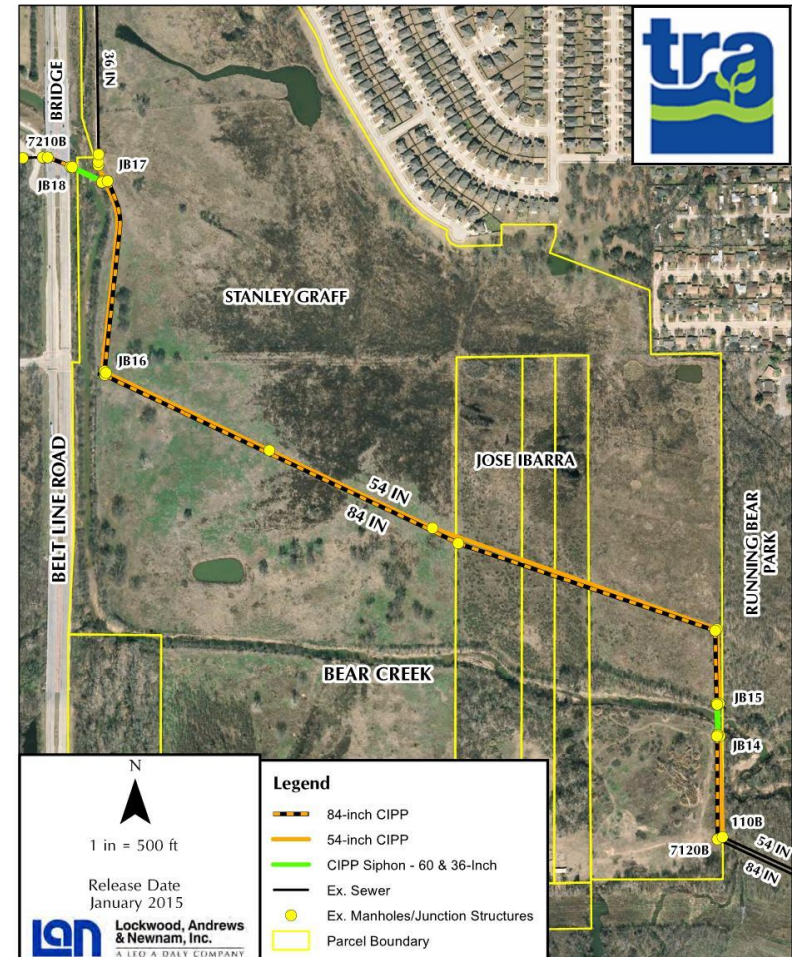 tra
36 IN
BRIDGE
7210B
JB17
JB18
STANLEY GRAFF
JB16
JOSE IBARRA
54 IN
84 IN
BELT LINE ROAD
RUNNING BEAR
PARK
BEAR CREEK
JB15
JB14
110B
7120B
54 IN
84 IN
N
1 in = 500 ft
Release Date
January 2015
Lan
Lockwood, Andrews
& Newnam, Inc.
A LEO A DALY COMPANY
Legend
84-inch CIPP
54-inch CIPP
CIPP Siphon - 60 & 36-Inch
Ex. Sewer
Ex. Manholes/Junction Structures
Parcel Boundary